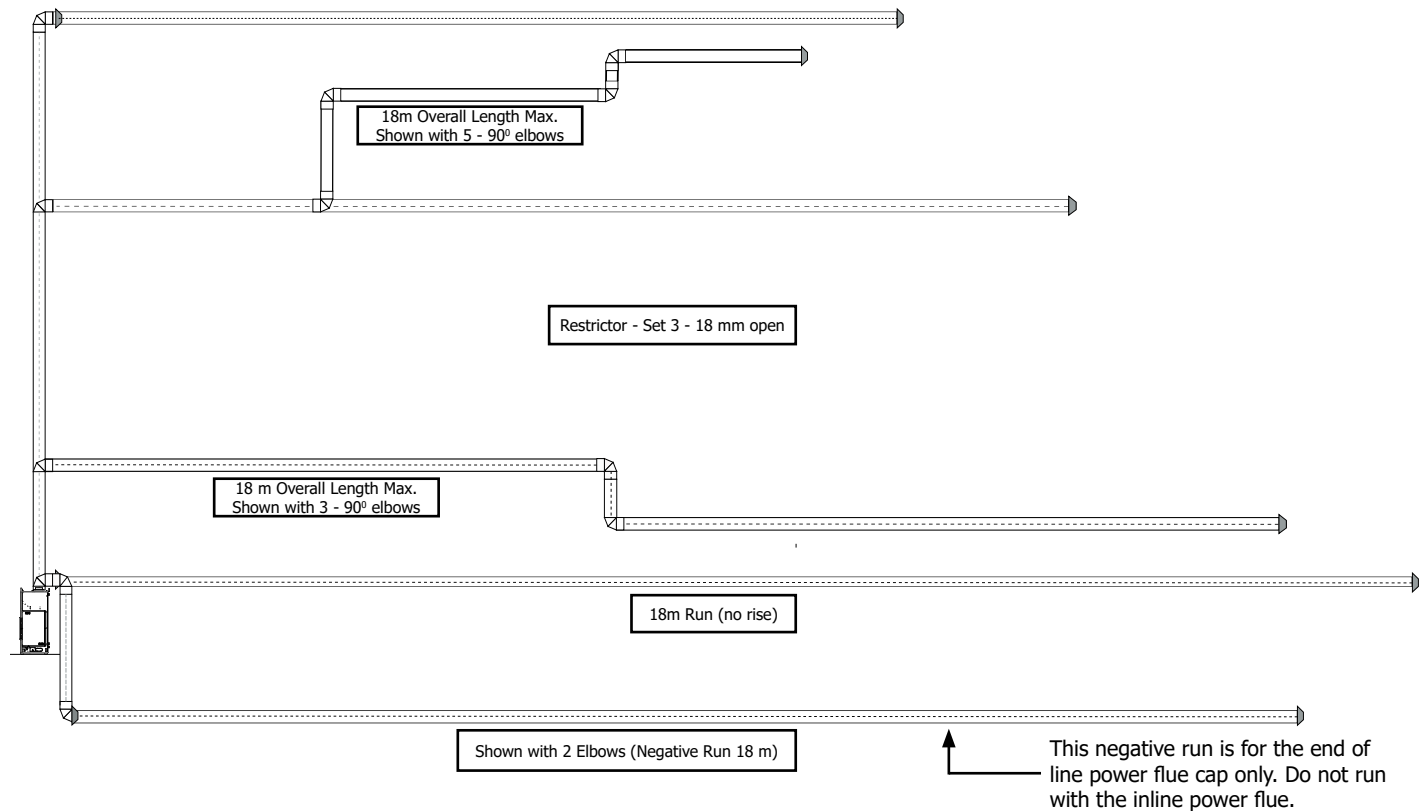 18m Overall Length Max.
Shown with 5 - 90⁰ elbows
Restrictor - Set 3 - 18 mm open
18 m Overall Length Max.
Shown with 3 - 90⁰ elbows
18m Run (no rise)
Shown with 2 Elbows (Negative Run 18 m)
This negative run is for the end of
line power flue cap only. Do not run
with the inline power flue.